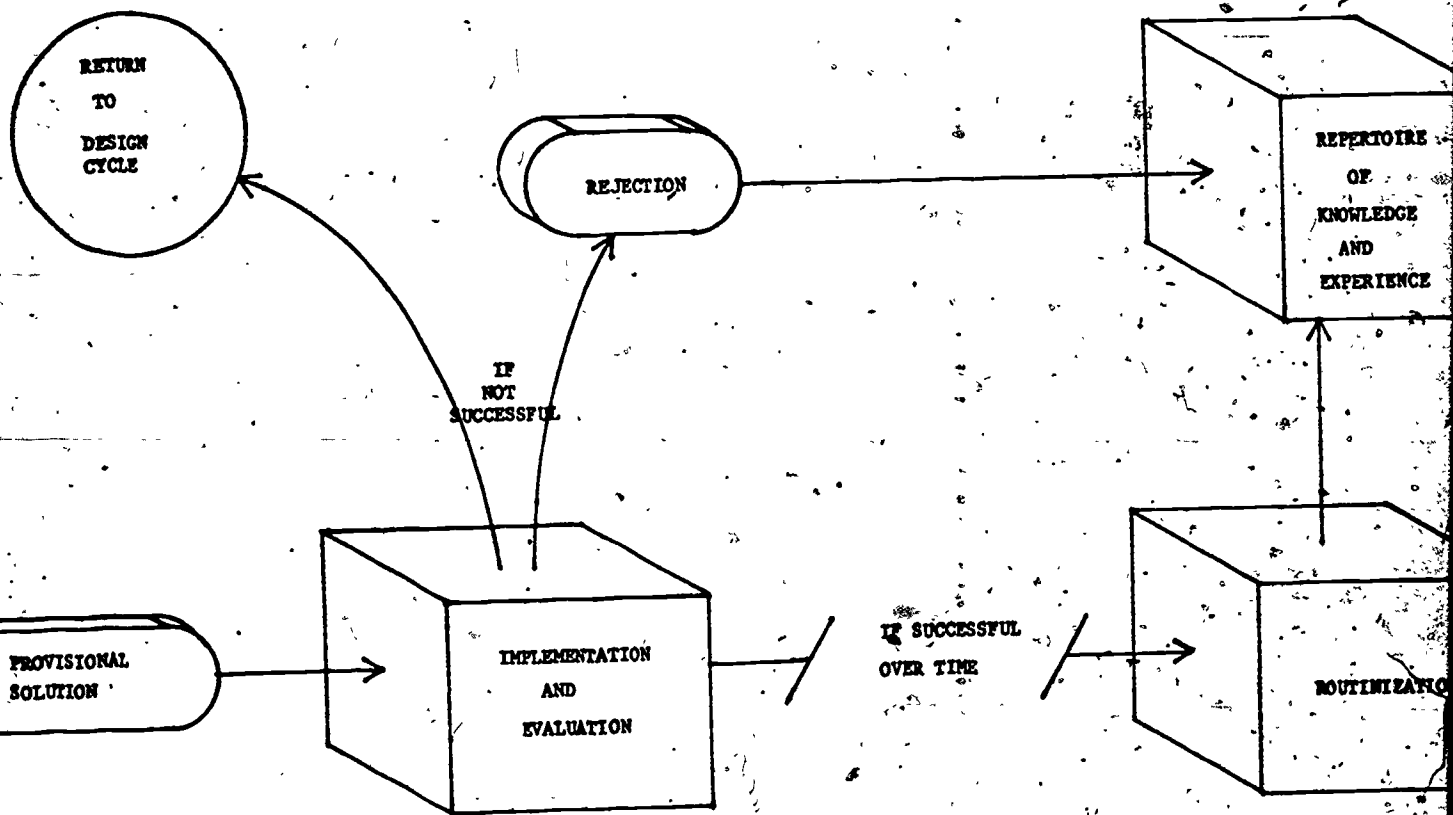 RETURN
TO
DESIGN
CYCLE
REJECTION
REPERTOIRE
OF
KNOWLEDGE
AND
EXPERIENCE
IF
NOT
SUCCESSFUL
PROVISIONAL
SOLUTION
IMPLEMENTATION
AND
EVALUATION
IF SUCCESSFUL
OVER TIME
ROUTINIZATIO